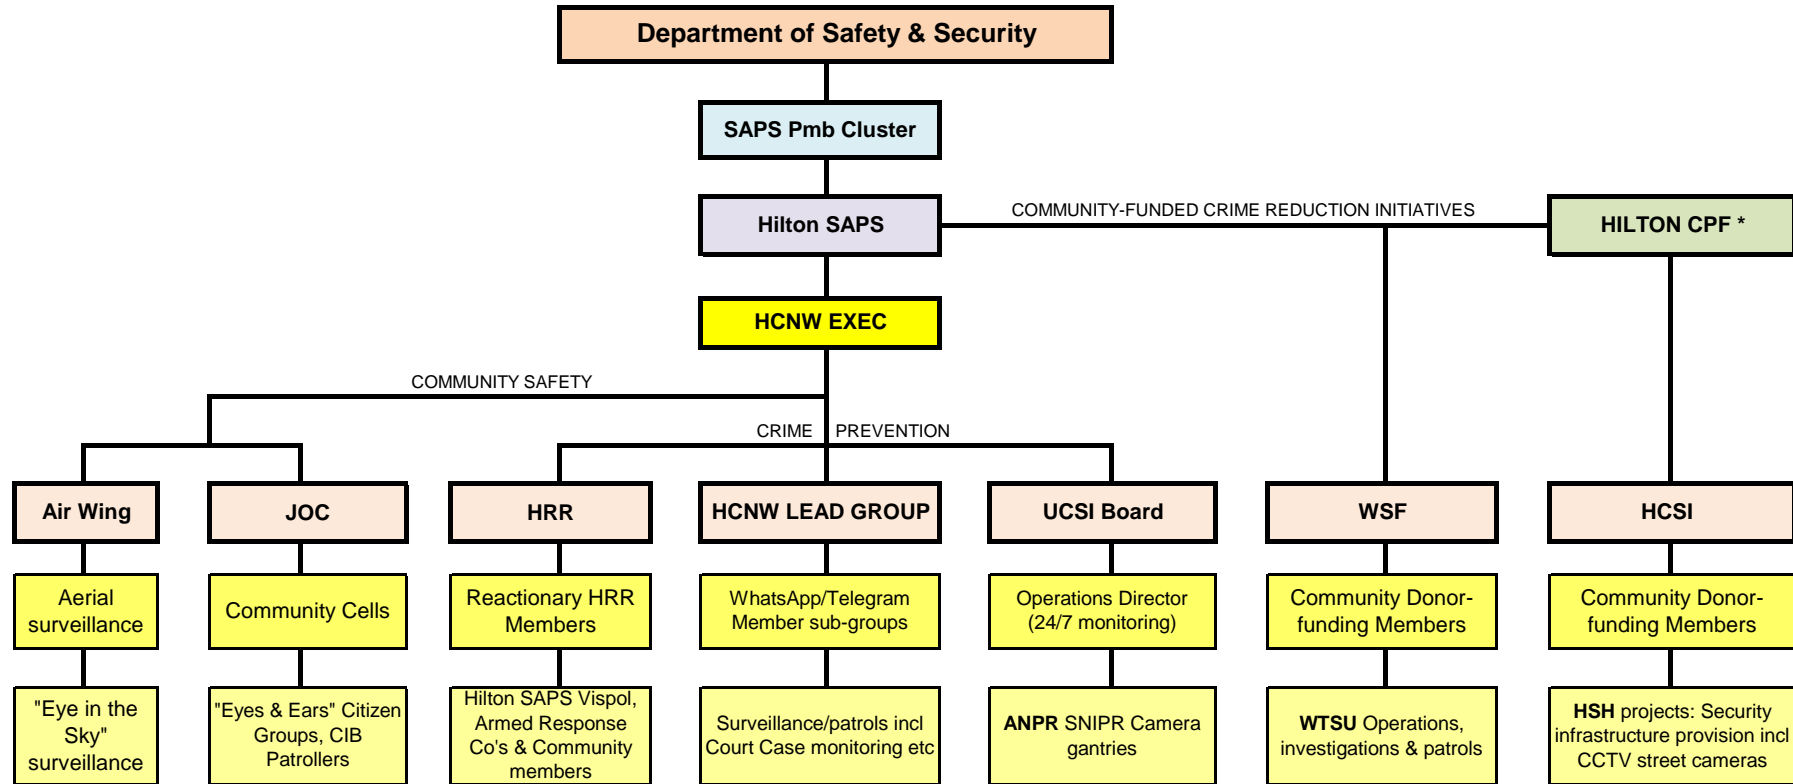 Department of Safety & Security
SAPS Pmb Cluster
Hilton SAPS
COMMUNITY-FUNDED CRIME REDUCTION INITIATIVES
HILTON CPF *
HCNW EXEC
COMMUNITY SAFETY
CRIME PREVENTION
Air Wing
JOC
HRR
HCNW LEAD GROUP
UCSI Board
WSF
HCSI
Aerial
surveillance
Community Cells
Reactionary HRR
Members
WhatsApp/Telegram
Member sub-groups
Operations Director
(24/7 monitoring)
Community Donor-
funding Members
Community Donor-
funding Members
"Eye in the
Sky"
surveillance
"Eyes & Ears" Citizen
Groups, CIB
Patrollers
Hilton SAPS Vispol,
Armed Response
Co's & Community
members
Surveillance/patrols incl
Court Case monitoring etc
ANPR SNIPR Camera
gantries
WTSU Operations,
investigations & patrols
HSH projects: Security
infrastructure provision incl
CCTV street cameras